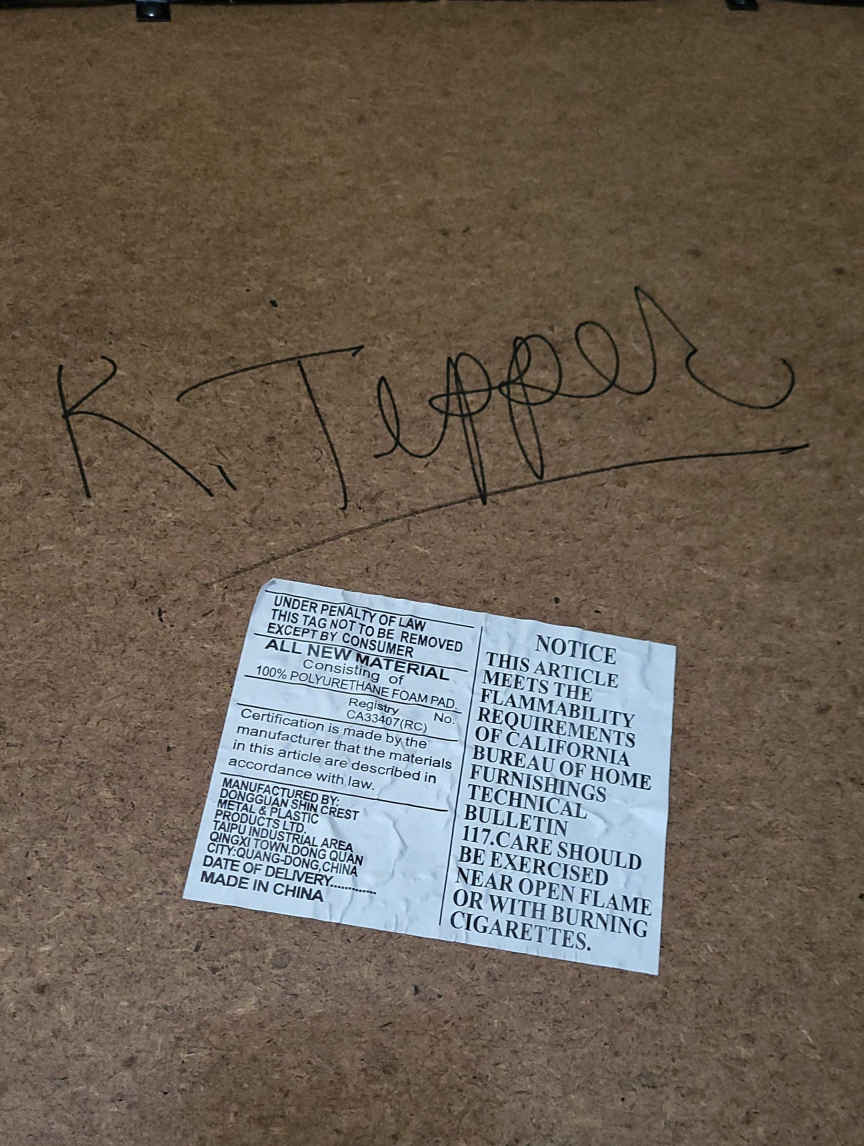 K. Tepper
UNDER PENALTY OF LAW
THIS TAG NOT TO BE REMOVED
EXCEPT BY CONSUMER
ALL NEW MATERIAL
Consisting of
100% POLYURETHANE FOAM PAD.
Registry No.
CA33407(RC)
Certification is made by the
manufacturer that the materials
in this article are described in
accordance with law.
MANUFACTURED BY:
DONGGUAN SHIN CREST
METAL & PLASTIC
PRODUCTS LTD.
TAIPU INDUSTRIAL AREA
QINGXI TOWN.DONG QUAN
CITY:QUANG-DONG,CHINA
DATE OF DELIVERY.............
MADE IN CHINA
NOTICE
THIS ARTICLE
MEETS THE
FLAMMABILITY
REQUIREMENTS
OF CALIFORNIA
BUREAU OF HOME
FURNISHINGS
TECHNICAL
BULLETIN
117.CARE SHOULD
BE EXERCISED
NEAR OPEN FLAME
OR WITH BURNING
CIGARETTES.